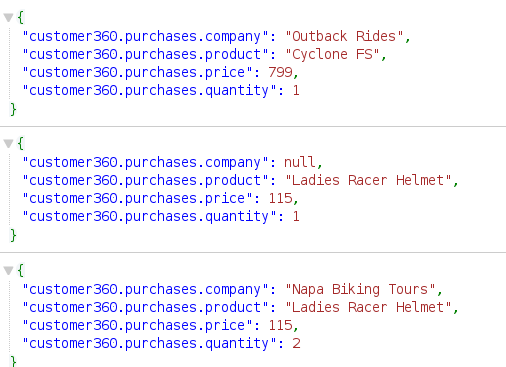 {
"customer360.purchases.company": "Outback Rides",
"customer360.purchases.product": "Cyclone FS",
"customer360.purchases.price": 799,
"customer360.purchases.quantity": 1
}
{
"customer360.purchases.company": null,
"customer360.purchases.product": "Ladies Racer Helmet",
"customer360.purchases.price": 115,
"customer360.purchases.quantity": 1
}
{
"customer360.purchases.company": "Napa Biking Tours",
"customer360.purchases.product": "Ladies Racer Helmet",
"customer360.purchases.price": 115,
"customer360.purchases.quantity": 2
}